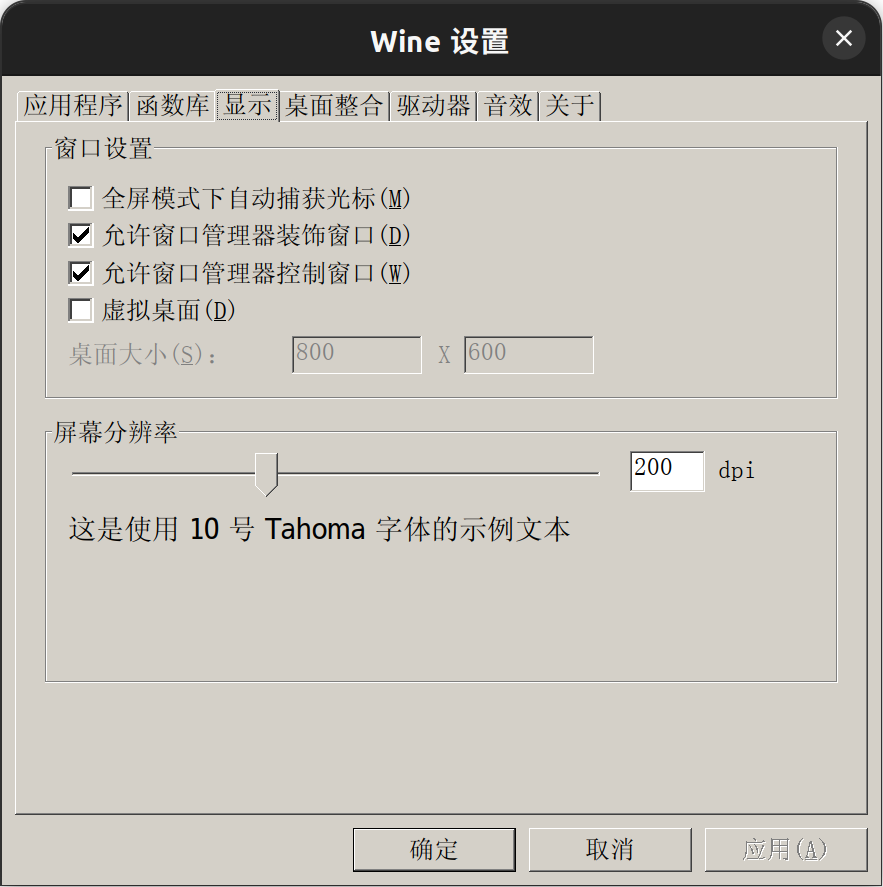 Wine 设置
应用程序 函数库 显示 桌面整合 驱动器 音效 关于
窗口设置
全屏模式下自动捕获光标(M)
允许窗口管理器装饰窗口(D)
允许窗口管理器控制窗口(W)
虚拟桌面(D)
桌面大小(S): 800 X 600
屏幕分辨率
200 dpi
这是使用 10 号 Tahoma 字体的示例文本
确定 取消 应用(A)